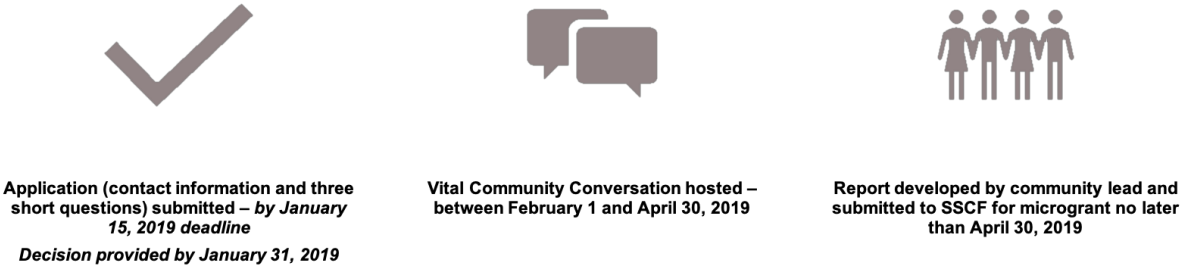 Application (contact information and three
short questions) submitted – by January
15, 2019 deadline
Decision provided by January 31, 2019
Vital Community Conversation hosted –
between February 1 and April 30, 2019
Report developed by community lead and
submitted to SSCF for microgrant no later
than April 30, 2019